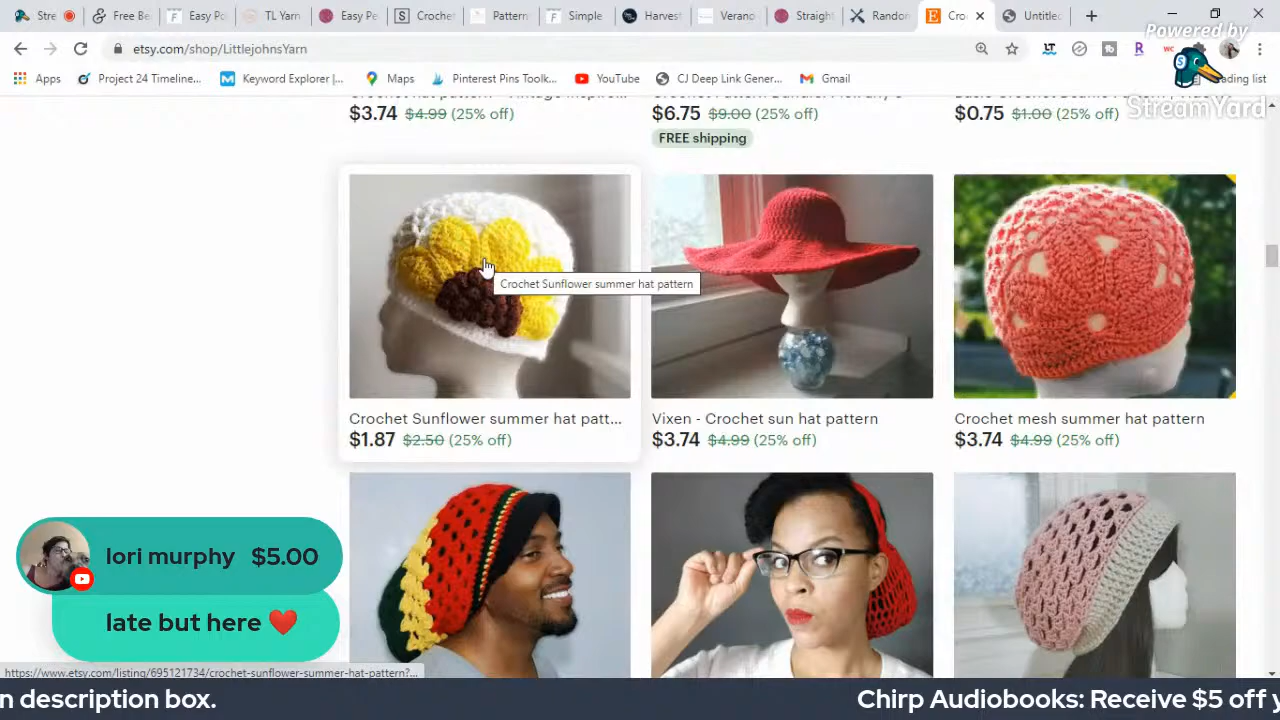 Stre
Free Be
Easy Po
TL Yarn
Easy Pe
Crochet
Pattern
Simple
Harvest
Verano
Straigh
Random
Cro
Untitled
Powered by
etsy.com/shop/LittlejohnsYarn
Apps
Project 24 Timeline...
Keyword Explorer |...
Maps
Pinterest Pins Toolk...
YouTube
CJ Deep Link Gener...
Gmail
ding list
StreamYard
$3.74 $4.99 (25% off)
$6.75 $9.00 (25% off)
$0.75 $1.00 (25% off)
FREE shipping
Crochet Sunflower summer hat pattern
Crochet Sunflower summer hat patt...
Vixen - Crochet sun hat pattern
Crochet mesh summer hat pattern
$1.87 $2.50 (25% off)
$3.74 $4.99 (25% off)
$3.74 $4.99 (25% off)
lori murphy $5.00
late but here ❤️
https://www.etsy.com/listing/695121734/crochet-sunflower-summer-hat-pattern?...
n description box.
Chirp Audiobooks: Receive $5 off y